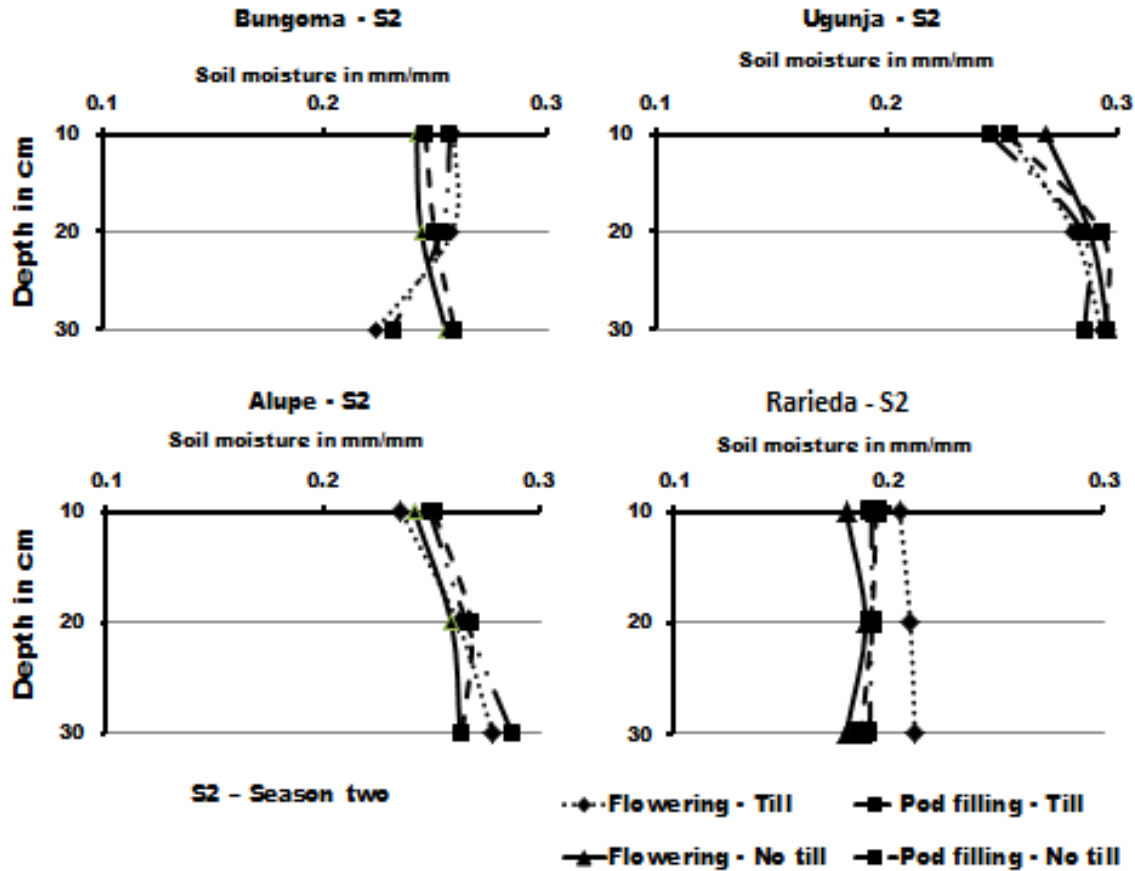 Bungoma - S2
Soil moisture in mm/mm
0.1 0.2 0.3
10
20
30
Depth in cm
Ugunja - S2
Soil moisture in mm/mm
0.1 0.2 0.3
10
20
30
Alupe - S2
Soil moisture in mm/mm
0.1 0.2 0.3
10
20
30
Depth in cm
Rarieda - S2
Soil moisture in mm/mm
0.1 0.2 0.3
10
20
30
S2 – Season two
Flowering - Till
Pod filling - Till
Flowering - No till
Pod filling - No till